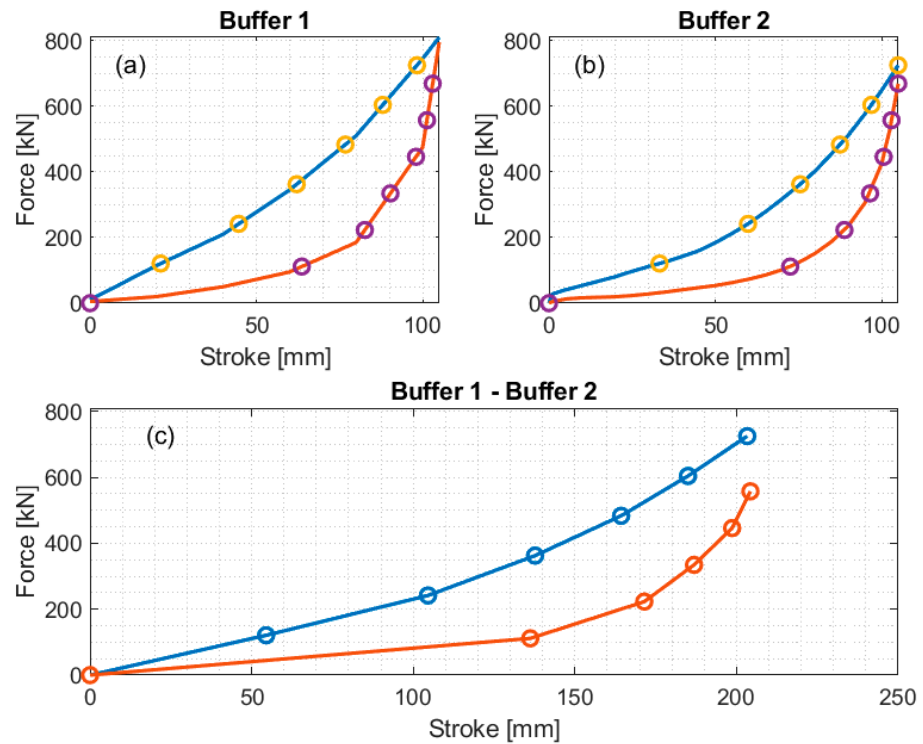 Buffer 1
(a)
800
600
400
200
0
0 50 100
Force [kN]
Stroke [mm]
Buffer 2
(b)
800
600
400
200
0
0 50 100
Force [kN]
Stroke [mm]
Buffer 1 - Buffer 2
(c)
800
600
400
200
0
0 50 100 150 200 250
Force [kN]
Stroke [mm]